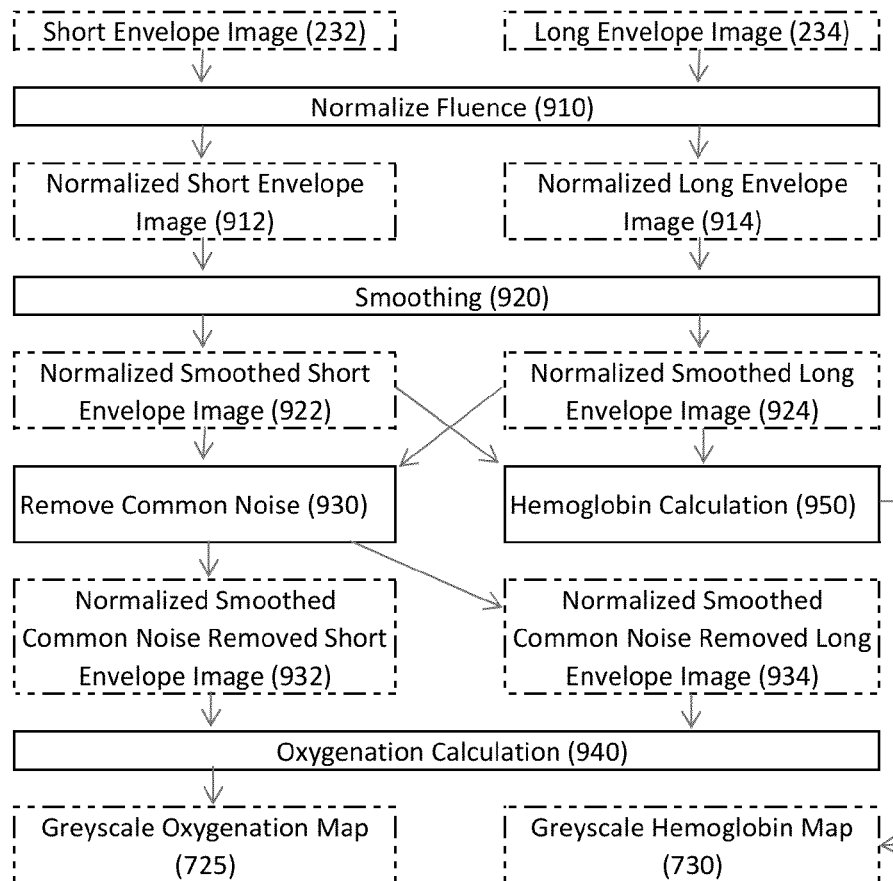 Short Envelope Image (232)
Long Envelope Image (234)
Normalize Fluence (910)
Normalized Short Envelope
Image (912)
Normalized Long Envelope
Image (914)
Smoothing (920)
Normalized Smoothed Short
Envelope Image (922)
Normalized Smoothed Long
Envelope Image (924)
Remove Common Noise (930)
Hemoglobin Calculation (950)
Normalized Smoothed
Common Noise Removed Short
Envelope Image (932)
Normalized Smoothed
Common Noise Removed Long
Envelope Image (934)
Oxygenation Calculation (940)
Greyscale Oxygenation Map
(725)
Greyscale Hemoglobin Map
(730)